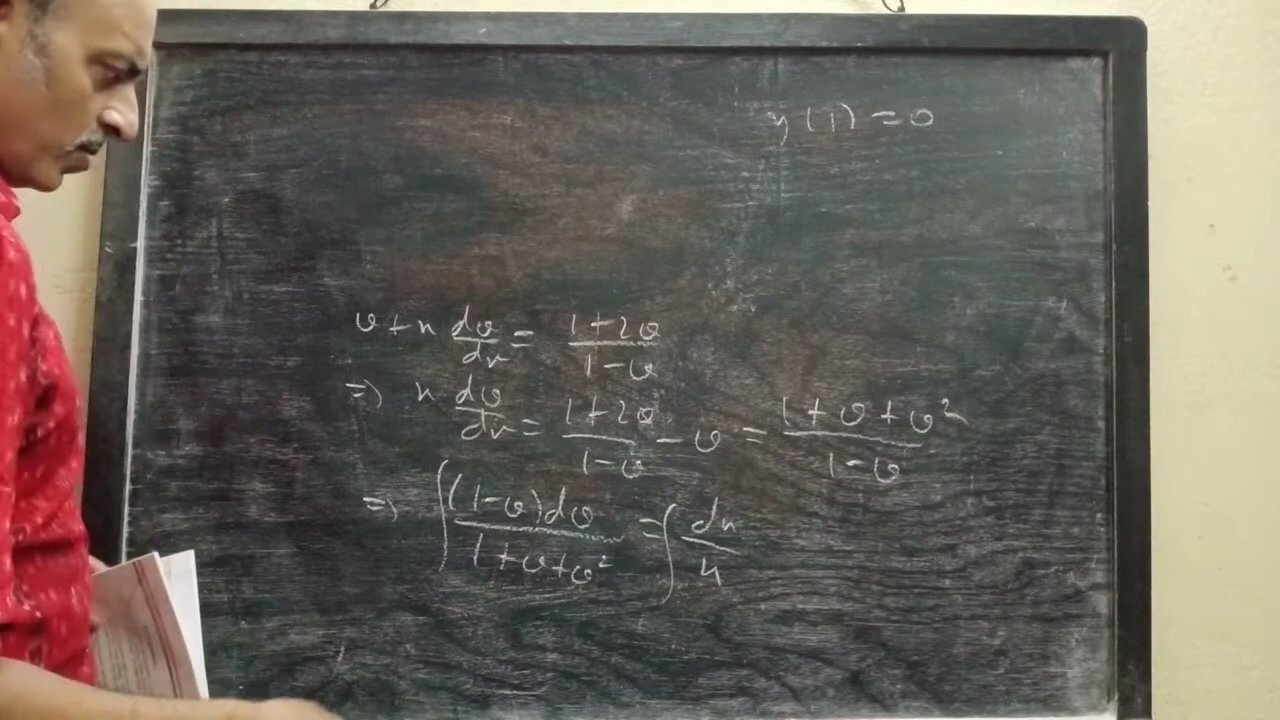 y(1) = 0
v + x dv/dx = (1+2v)/(1-v)
=> x dv/dx = (1+2v)/(1-v) - v = (1+v+v²)/(1-v)
=> ∫ (1-v)dv/(1+v+v²) = ∫ dx/x